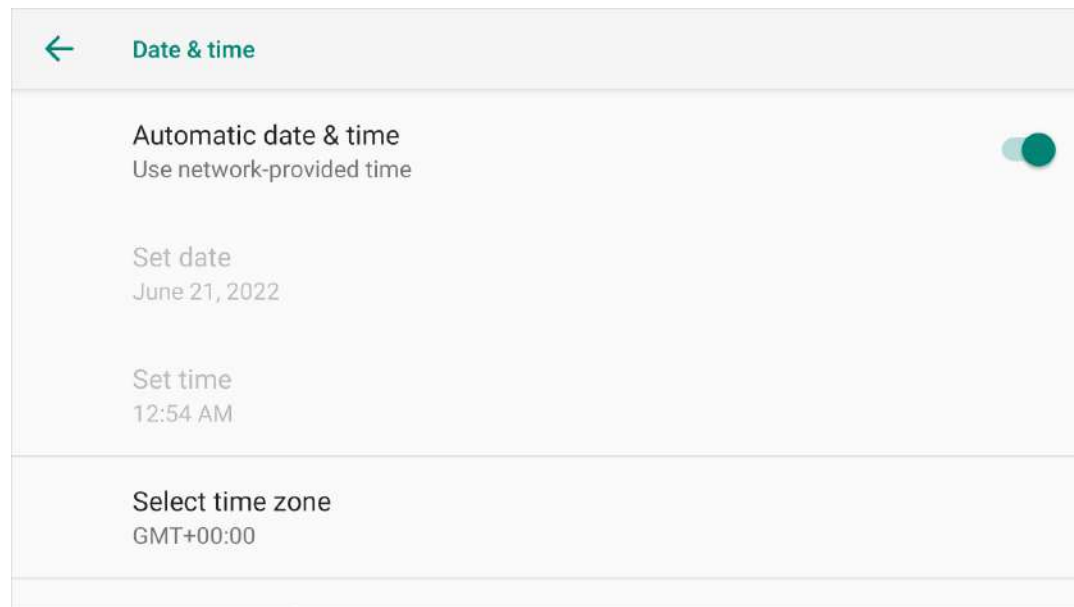 Date & time
Automatic date & time
Use network-provided time
Set date
June 21, 2022
Set time
12:54 AM
Select time zone
GMT+00:00